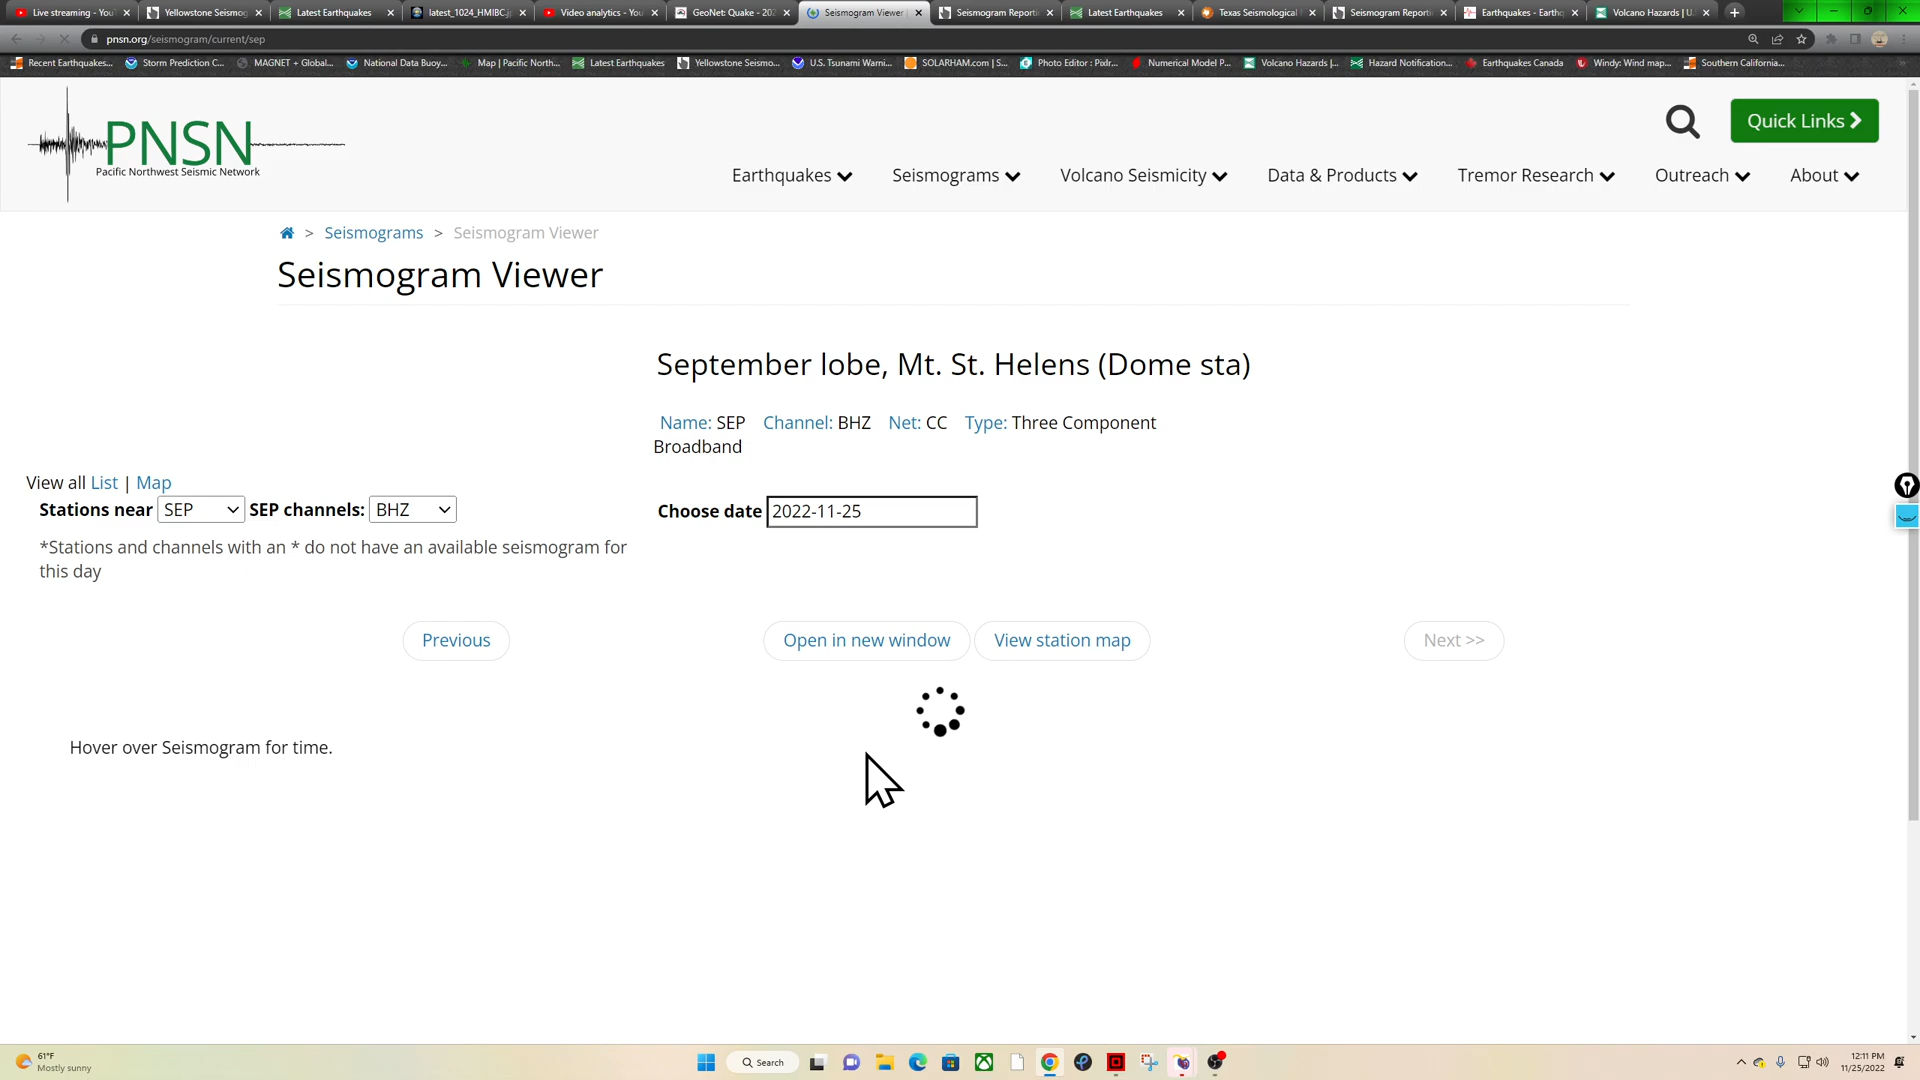 Live streaming - You
Yellowstone Seismog
Latest Earthquakes
latest_1024_HMIBC.j
Video analytics - You
GeoNet: Quake - 202
Seismogram Viewer |
Seismogram Reporti
Latest Earthquakes
Texas Seismological
Seismogram Reporti
Earthquakes - Earthq
Volcano Hazards | U.
pnsn.org/seismogram/current/sep
Recent Earthquakes...
Storm Prediction C...
MAGNET + Global...
National Data Buoy...
Map | Pacific North...
Latest Earthquakes
Yellowstone Seismo...
U.S. Tsunami Warni...
SOLARHAM.com | S...
Photo Editor : Pixlr...
Numerical Model P...
Volcano Hazards |...
Hazard Notification...
Earthquakes Canada
Windy: Wind map...
Southern California...
PNSN
Pacific Northwest Seismic Network
Quick Links
Earthquakes
Seismograms
Volcano Seismicity
Data & Products
Tremor Research
Outreach
About
> Seismograms > Seismogram Viewer
Seismogram Viewer
September lobe, Mt. St. Helens (Dome sta)
Name: SEP Channel: BHZ Net: CC Type: Three Component
Broadband
View all List | Map
Stations near SEP SEP channels: BHZ
Choose date 2022-11-25
*Stations and channels with an * do not have an available seismogram for
this day
Previous
Open in new window
View station map
Next >>
Hover over Seismogram for time.
61°F
Mostly sunny
Search
12:11 PM
11/25/2022